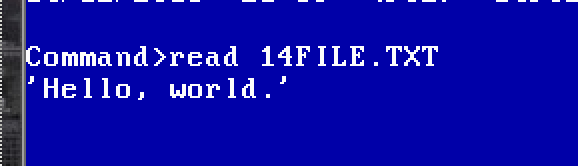 Command>read 14FILE.TXT
'Hello, world.'